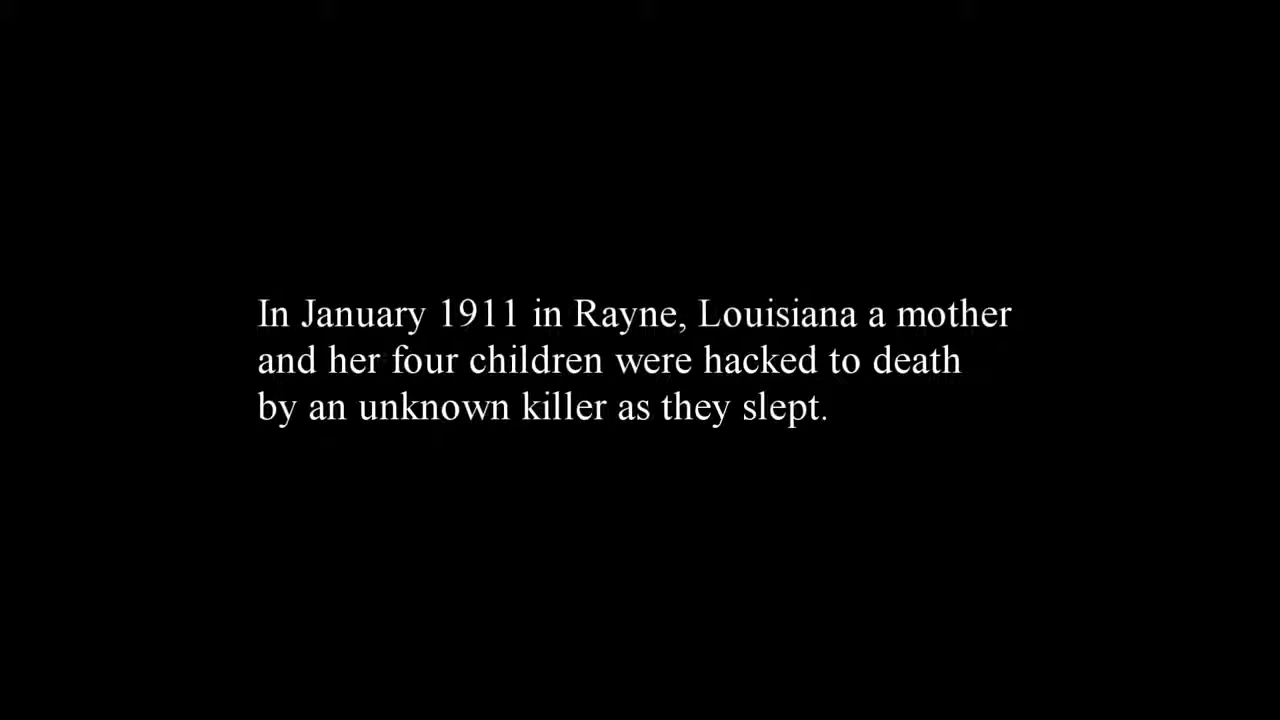 In January 1911 in Rayne, Louisiana a mother
and her four children were hacked to death
by an unknown killer as they slept.